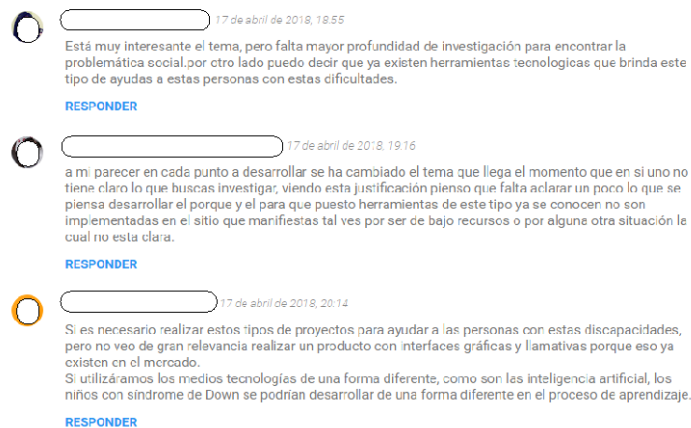 17 de abril de 2018, 18:55
Está muy interesante el tema, pero falta mayor profundidad de investigación para encontrar la
problemática social.por otro lado puedo decir que ya existen herramientas tecnologicas que brinda este
tipo de ayudas a estas personas con estas dificultades.
RESPONDER
17 de abril de 2018, 19:16
a mi parecer en cada punto a desarrollar se ha cambiado el tema que llega el momento que en si uno no
tiene claro lo que buscas investigar, viendo esta justificación pienso que falta aclarar un poco lo que se
piensa desarrollar el porque y el para que puesto herramientas de este tipo ya se conocen no son
implementadas en el sitio que manifiestas tal ves por ser de bajo recursos o por alguna otra situación la
cual no esta clara.
RESPONDER
17 de abril de 2018, 20:14
Si es necesario realizar estos tipos de proyectos para ayudar a las personas con estas discapacidades,
pero no veo de gran relevancia realizar un producto con interfaces gráficas y llamativas porque eso ya
existen en el mercado.
Si utilizáramos los medios tecnologías de una forma diferente, como son las inteligencia artificial, los
niños con síndrome de Down se podrían desarrollar de una forma diferente en el proceso de aprendizaje.
RESPONDER